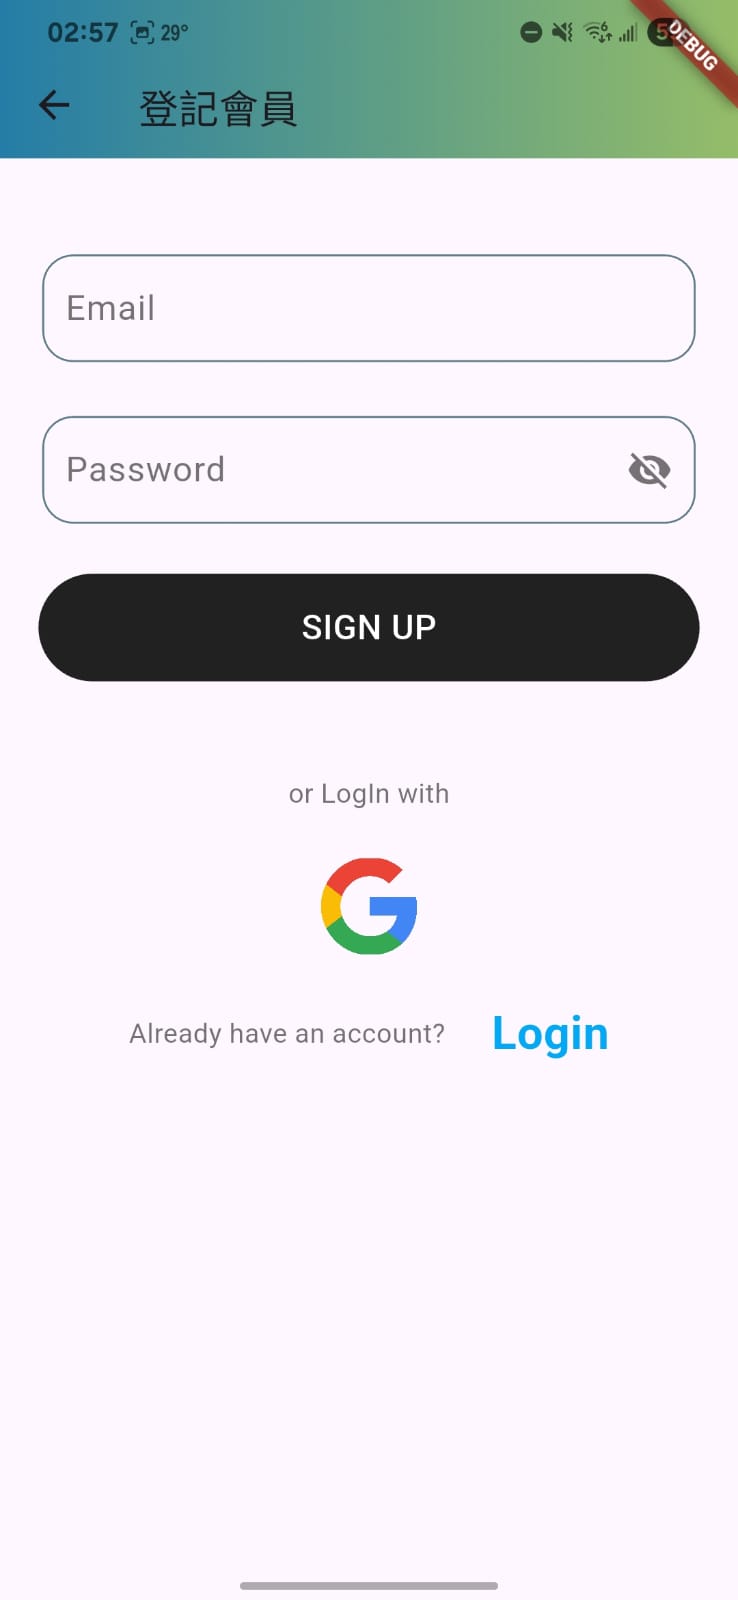 02:57 29°
DEBUG
登記會員
Email
Password
SIGN UP
or LogIn with
Already have an account? Login